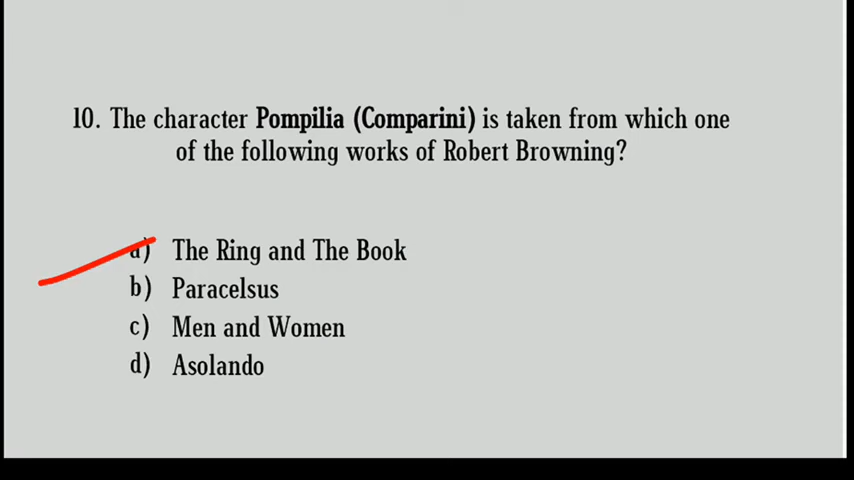 10. The character Pompilia (Comparini) is taken from which one
of the following works of Robert Browning?
a) The Ring and The Book
b) Paracelsus
c) Men and Women
d) Asolando